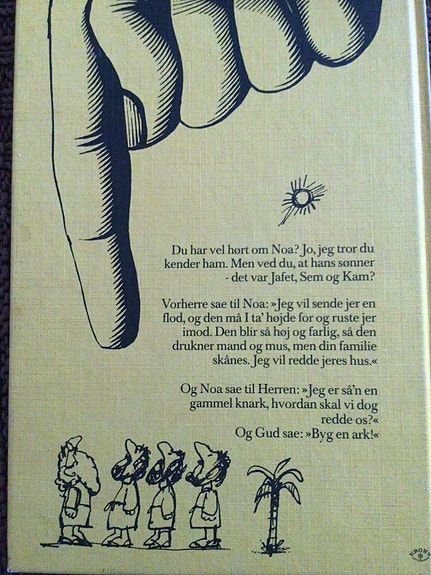 Du har vel hørt om Noa? Jo, jeg tror du
kender ham. Men ved du, at hans sønner
- det var Jafet, Sem og Kam?
Vorherre sae til Noa: »Jeg vil sende jer en
flod, og den må I ta' højde for og ruste jer
imod. Den blir så høj og farlig, så den
drukner mand og mus, men din familie
skånes. Jeg vil redde jeres hus.«
Og Noa sae til Herren: »Jeg er så'n en
gammel knark, hvordan skal vi dog
redde os?«
Og Gud sae: »Byg en ark!«